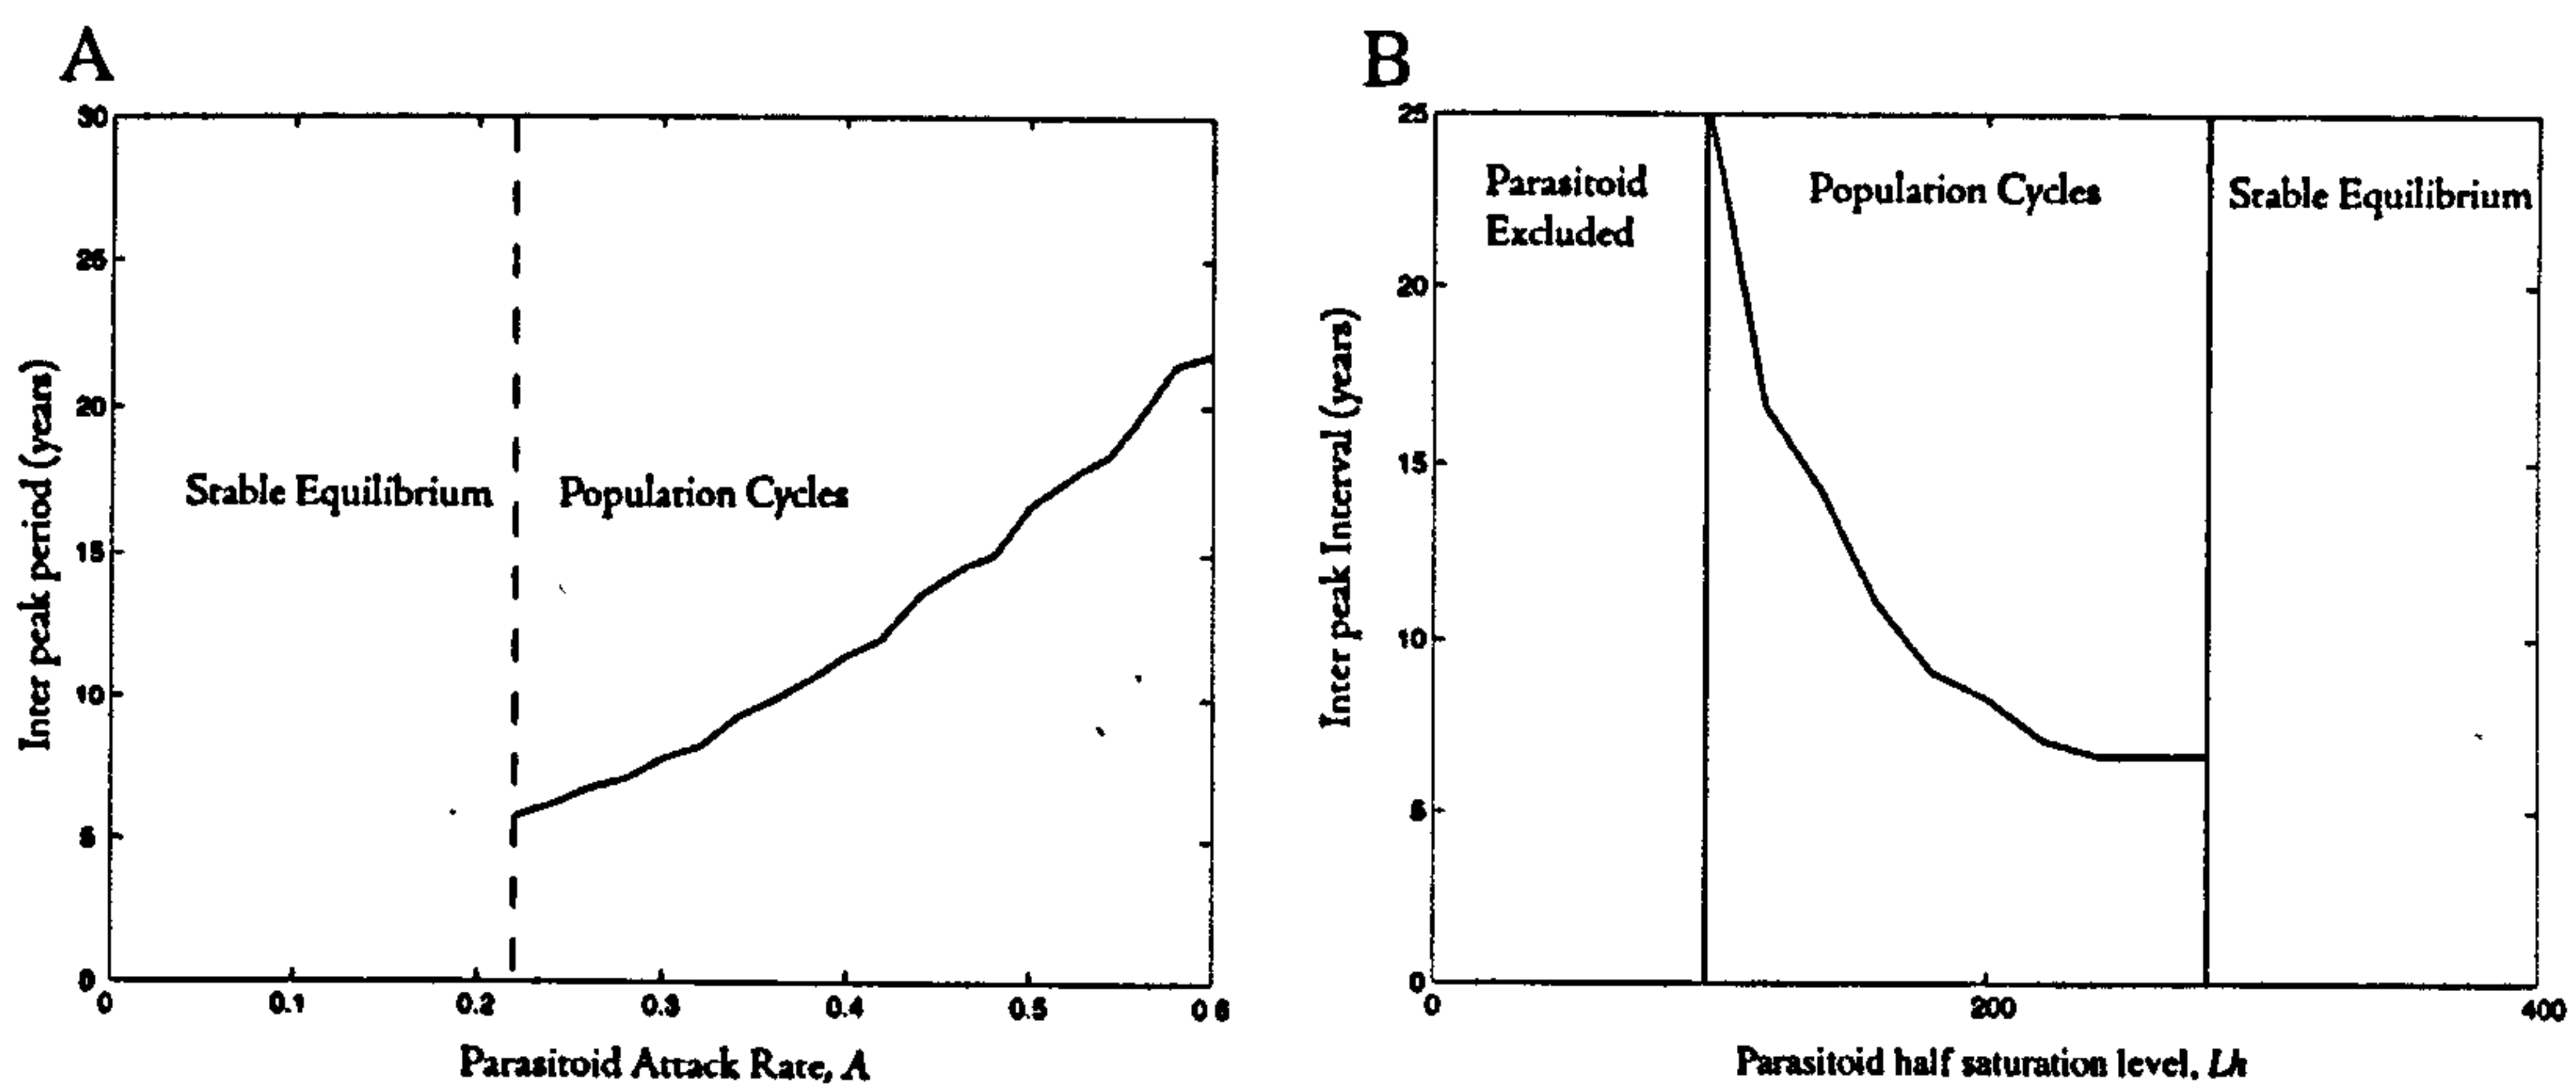 A
30
25
20
15
10
5
0
Inter peak period (years)
Stable Equilibrium
Population Cycles
0
0.1
0.2
0.3
0.4
0.5
0 6
Parasitoid Attack Rate, A
B
25
20
15
10
5
0
Inter peak Interval (years)
Parasitoid
Excluded
Population Cycles
Stable Equilibrium
0
200
400
Parasitoid half saturation level, Lh